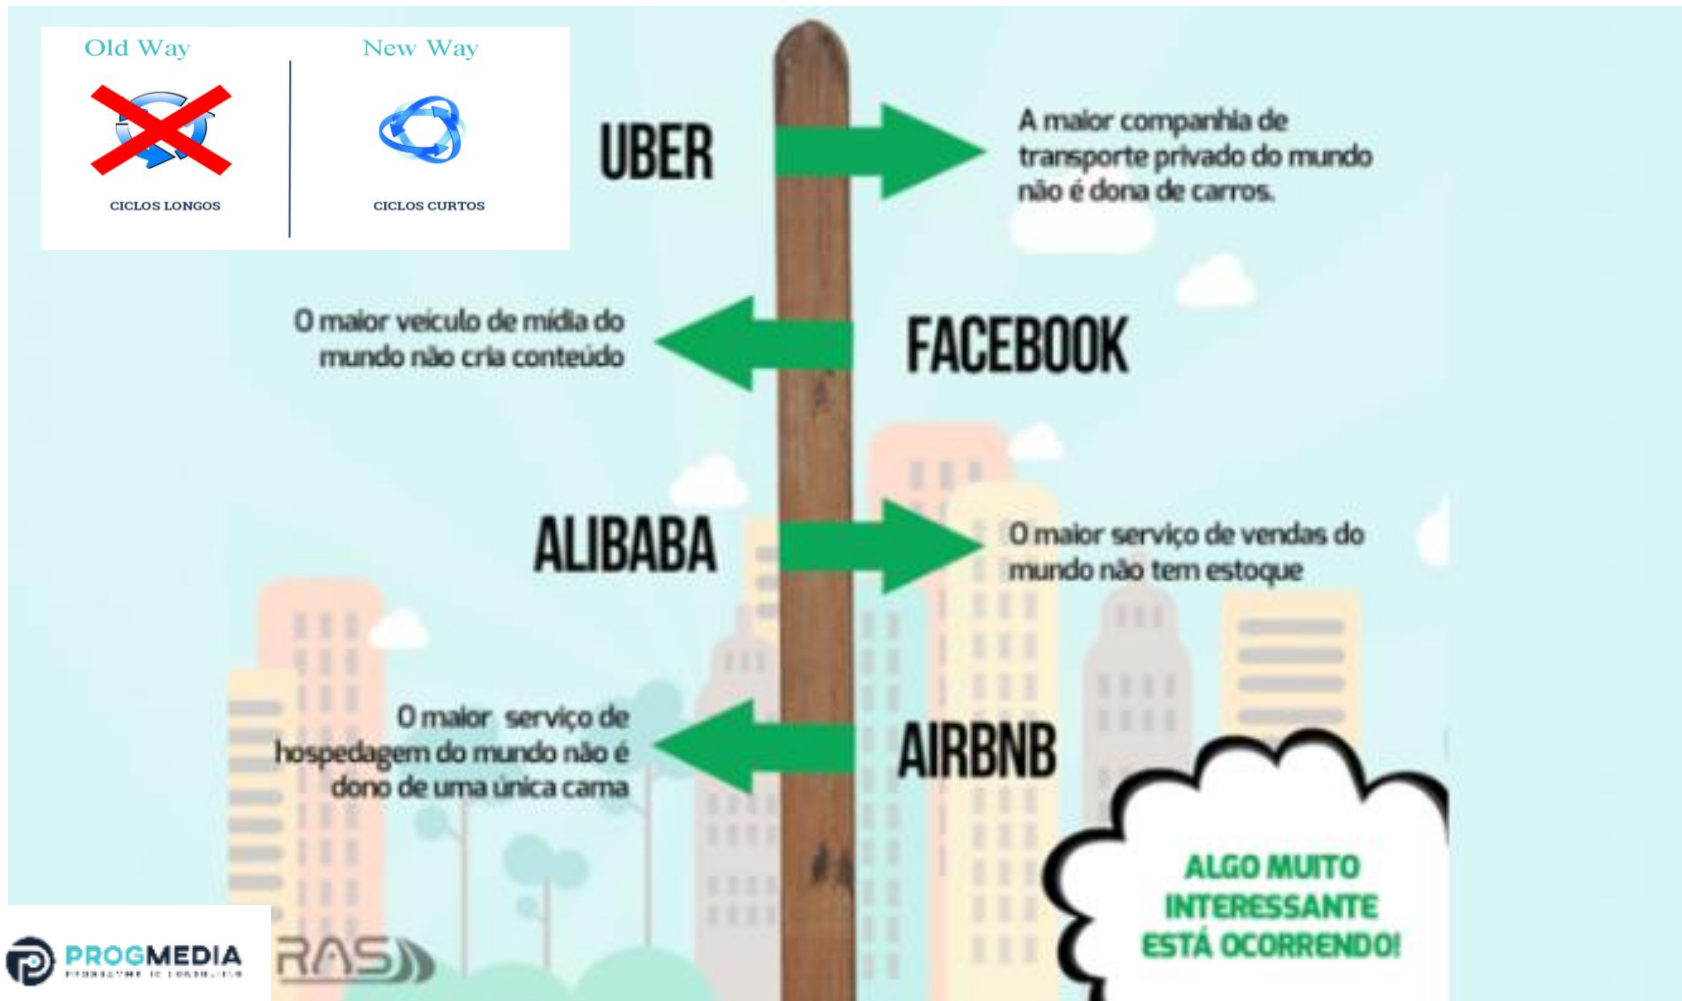 Old Way
New Way
CICLOS LONGOS
CICLOS CURTOS
UBER
A maior companhia de
transporte privado do mundo
não é dona de carros.
O maior veículo de mídia do
mundo não cria conteúdo
FACEBOOK
ALIBABA
O maior serviço de vendas do
mundo não tem estoque
O maior serviço de
hospedagem do mundo não é
dono de uma única cama
AIRBNB
ALGO MUITO
INTERESSANTE
ESTÁ OCORRENDO!
PROGMEDIA
RAS